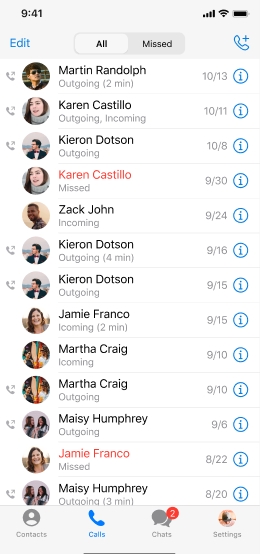 9:41
Edit
All
Missed
Martin Randolph
Outgoing (2 min)
10/13
Karen Castillo
Outgoing, Incoming
10/11
Kieron Dotson
Outgoing
10/8
Karen Castillo
Missed
9/30
Zack John
Incoming
9/24
Kieron Dotson
Outgoing (4 min)
9/16
Kieron Dotson
Outgoing
9/15
Jamie Franco
Icoming (2 min)
9/15
Martha Craig
Icoming
9/10
Martha Craig
Outgoing
9/10
Maisy Humphrey
Outgoing
9/6
Jamie Franco
Missed
8/22
Maisy Humphrey
Outgoing (3 min)
8/20
2
Contacts
Calls
Chats
Settings